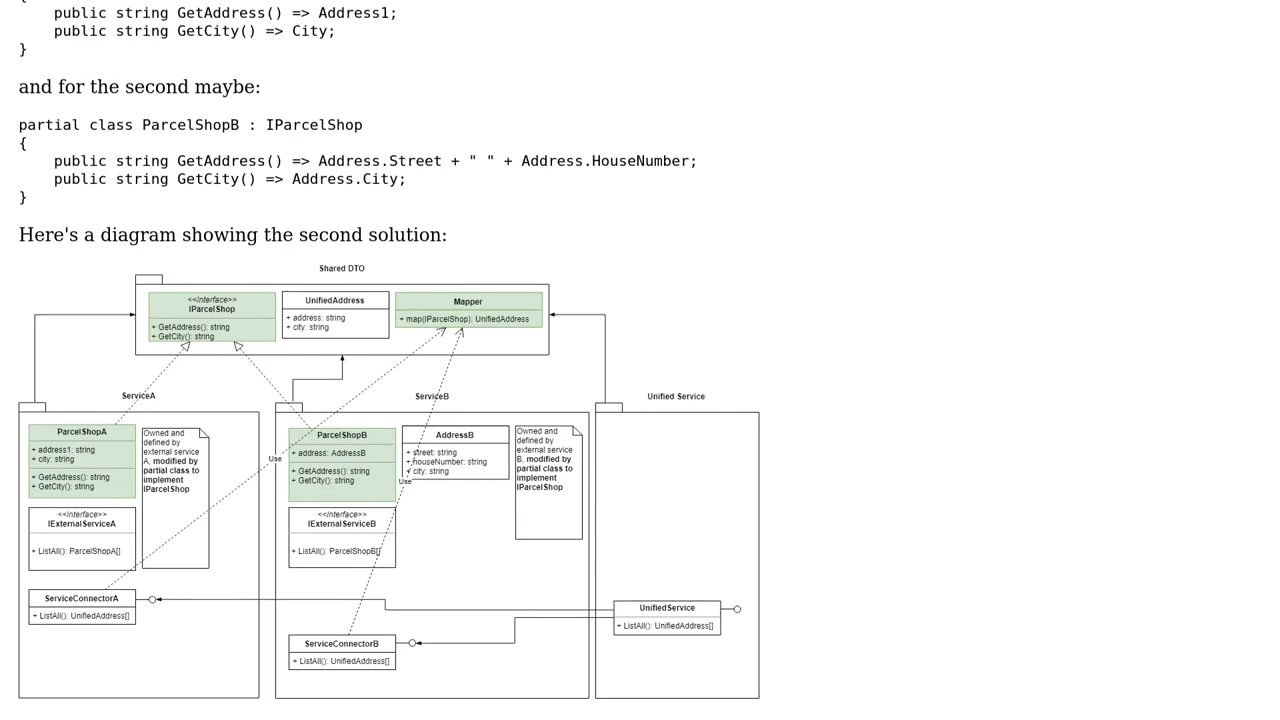 {
    public string GetAddress() => Address1;
    public string GetCity() => City;
}
and for the second maybe:
partial class ParcelShopB : IParcelShop
{
    public string GetAddress() => Address.Street + " " + Address.HouseNumber;
    public string GetCity() => Address.City;
}
Here's a diagram showing the second solution:
Shared DTO
<<interface>>
IParcelShop
+ GetAddress(): string
+ GetCity(): string
UnifiedAddress
+ address: string
+ city: string
Mapper
+ map(IParcelShop): UnifiedAddress
ServiceA
ParcelShopA
+ address1: string
+ city: string
+ GetAddress(): string
+ GetCity(): string
Owned and
defined by
external service
A, modified by
partial class to
implement
IParcelShop
<<interface>>
IExternalServiceA
+ ListAll(): ParcelShopA[]
ServiceConnectorA
+ ListAll(): UnifiedAddress[]
Use
ServiceB
ParcelShopB
+ address: AddressB
+ GetAddress(): string
+ GetCity(): string
AddressB
+ street: string
+ houseNumber: string
+ city: string
Use
Owned and
defined by
external service
B, modified by
partial class to
implement
IParcelShop
<<interface>>
IExternalServiceB
+ ListAll(): ParcelShopB[]
ServiceConnectorB
+ ListAll(): UnifiedAddress[]
Unified Service
UnifiedService
+ ListAll(): UnifiedAddress[]